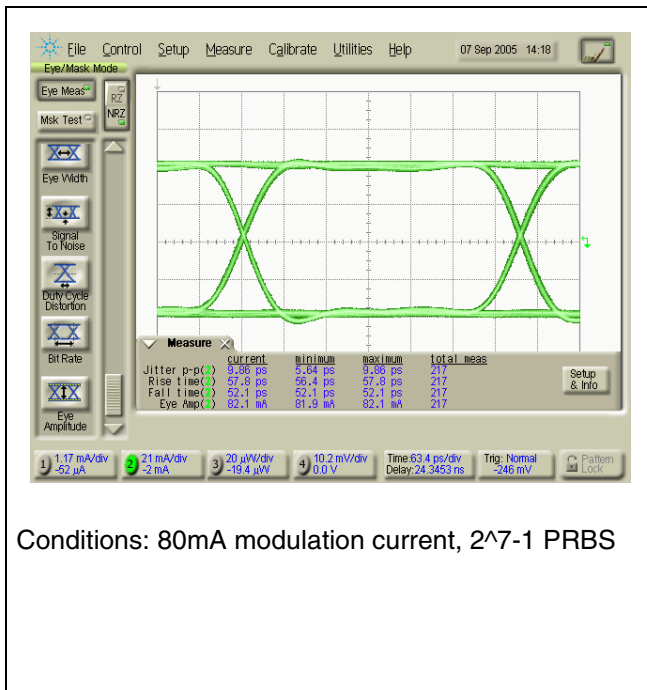 File Control Setup Measure Calibrate Utilities Help 07 Sep 2005 14:18
Eye/Mask Mode
Eye Meas
RZ
NRZ
Msk Test
Eye Width
Signal
To Noise
Duty Cycle
Distortion
Bit Rate
Eye
Amplitude
Measure
current minimum maximum total meas
Jitter p-p(2) 9.86 ps 5.64 ps 9.86 ps 217
Rise time(2) 57.8 ps 56.4 ps 57.8 ps 217
Fall time(2) 52.1 ps 52.1 ps 52.1 ps 217
Eye Amp(2) 82.1 mA 81.9 mA 82.1 mA 217
Setup
& Info
1) 1.17 mA/div
-52 µA
2) 21 mA/div
-2 mA
3) 20 µW/div
-19.4 µW
4) 10.2 mV/div
0.0 V
Time:63.4 ps/div
Delay:24.3453 ns
Trig: Normal
-246 mV
Pattern
Lock
Conditions: 80mA modulation current, 2^7-1 PRBS